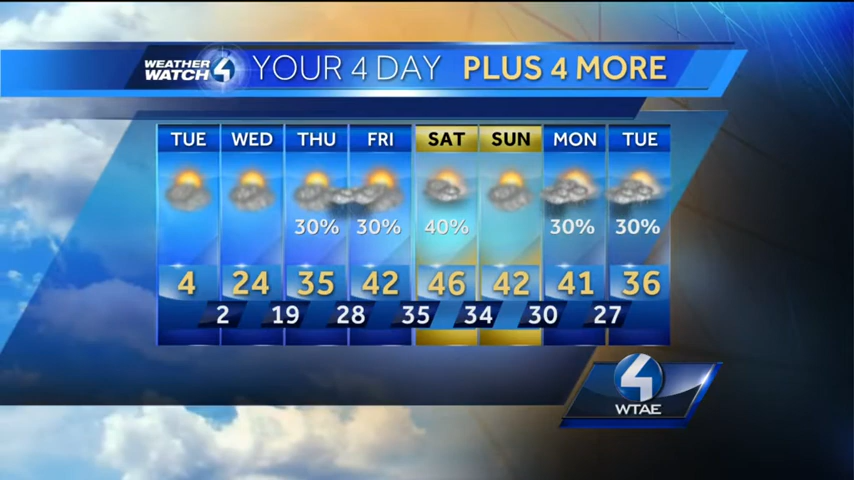 WEATHER WATCH 4 YOUR 4 DAY PLUS 4 MORE
TUE WED THU FRI SAT SUN MON TUE
30% 30% 40% 30% 30%
4 24 35 42 46 42 41 36
2 19 28 35 34 30 27
4
WTAE